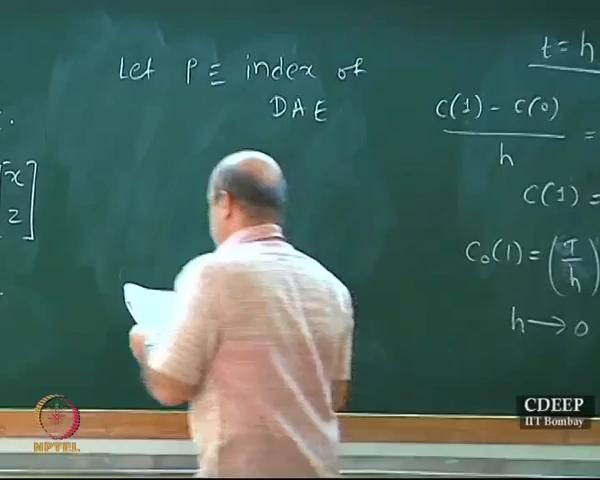 Let P ≡ index of
DAE
x
z
t = h
C(1) - C(0)
h
=
C(1) =
C₀(1) = (τ/h)
h → 0
NPTEL
CDEEP
IIT Bombay